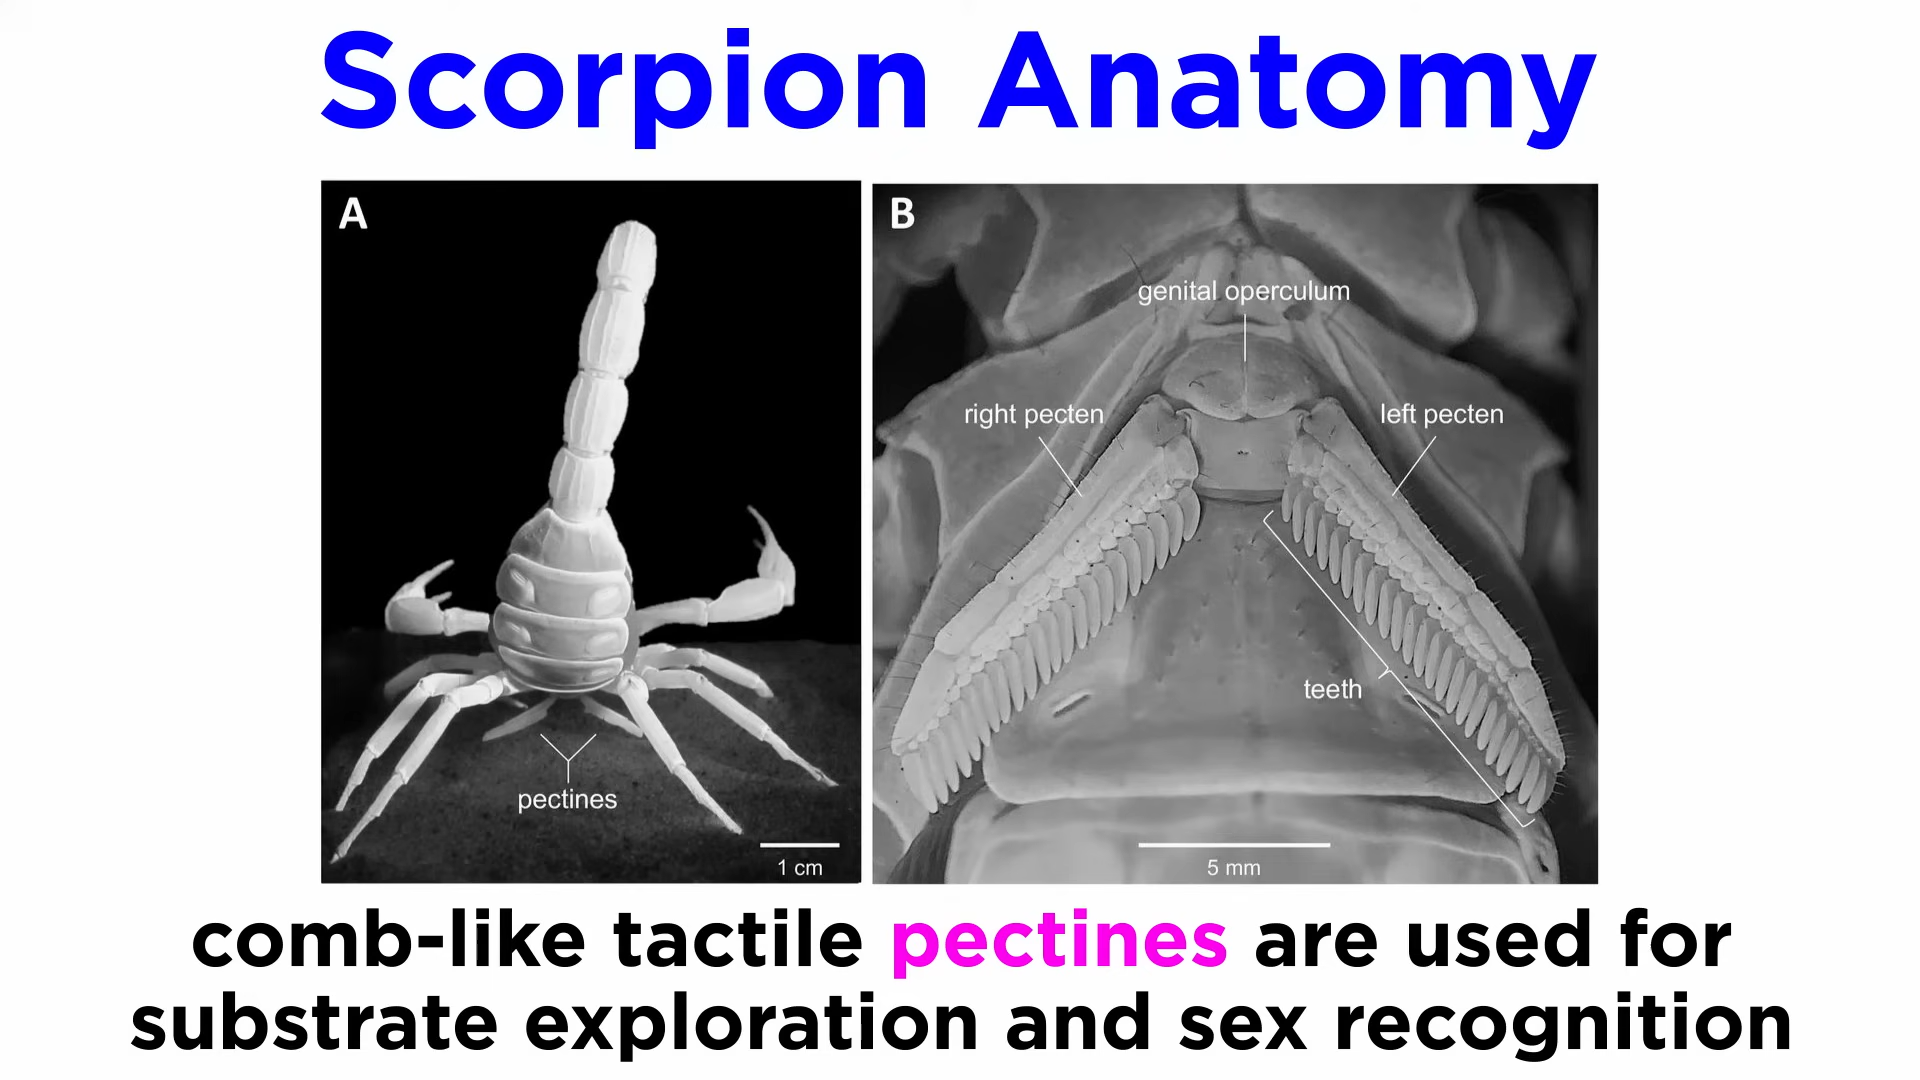 Scorpion Anatomy
A
pectines
1 cm
B
genital operculum
right pecten
left pecten
teeth
5 mm
comb-like tactile pectines are used for
substrate exploration and sex recognition